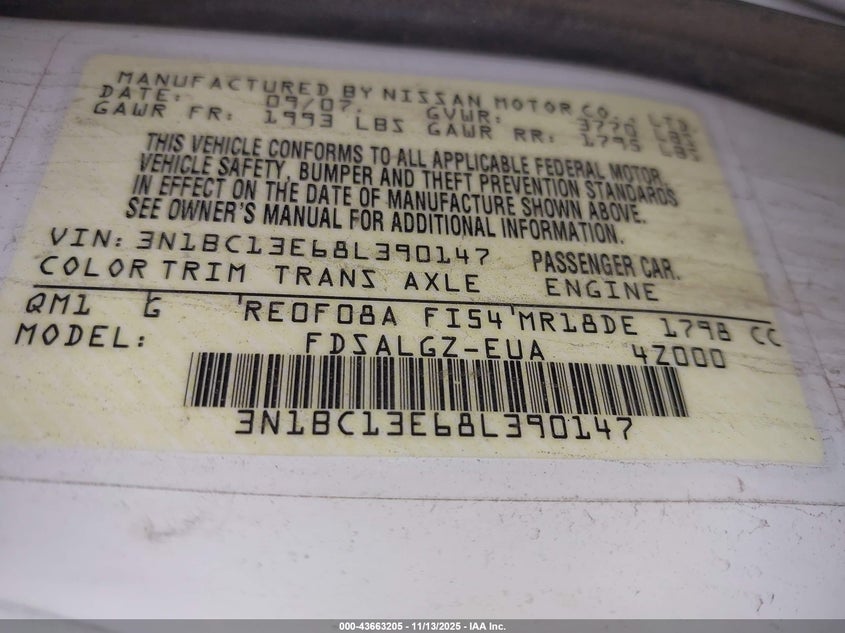 MANUFACTURED BY NISSAN MOTOR CO., LTD.
DATE: 09/07. GVWR: 3770 LBS
GAWR FR: 1993 LBS GAWR RR: 1795 LBS
THIS VEHICLE CONFORMS TO ALL APPLICABLE FEDERAL MOTOR
VEHICLE SAFETY, BUMPER AND THEFT PREVENTION STANDARDS
IN EFFECT ON THE DATE OF MANUFACTURE SHOWN ABOVE.
SEE OWNER'S MANUAL FOR ADDITIONAL INFORMATION.
VIN: 3N1BC13E68L390147 PASSENGER CAR.
COLOR TRIM TRANS AXLE ENGINE
QM1 G RE0F08A FI54 MR18DE 1798 CC
MODEL: FDSALGZ-EUA 4Z000
3N1BC13E68L390147
000-43663205 - 11/13/2025 - IAA Inc.